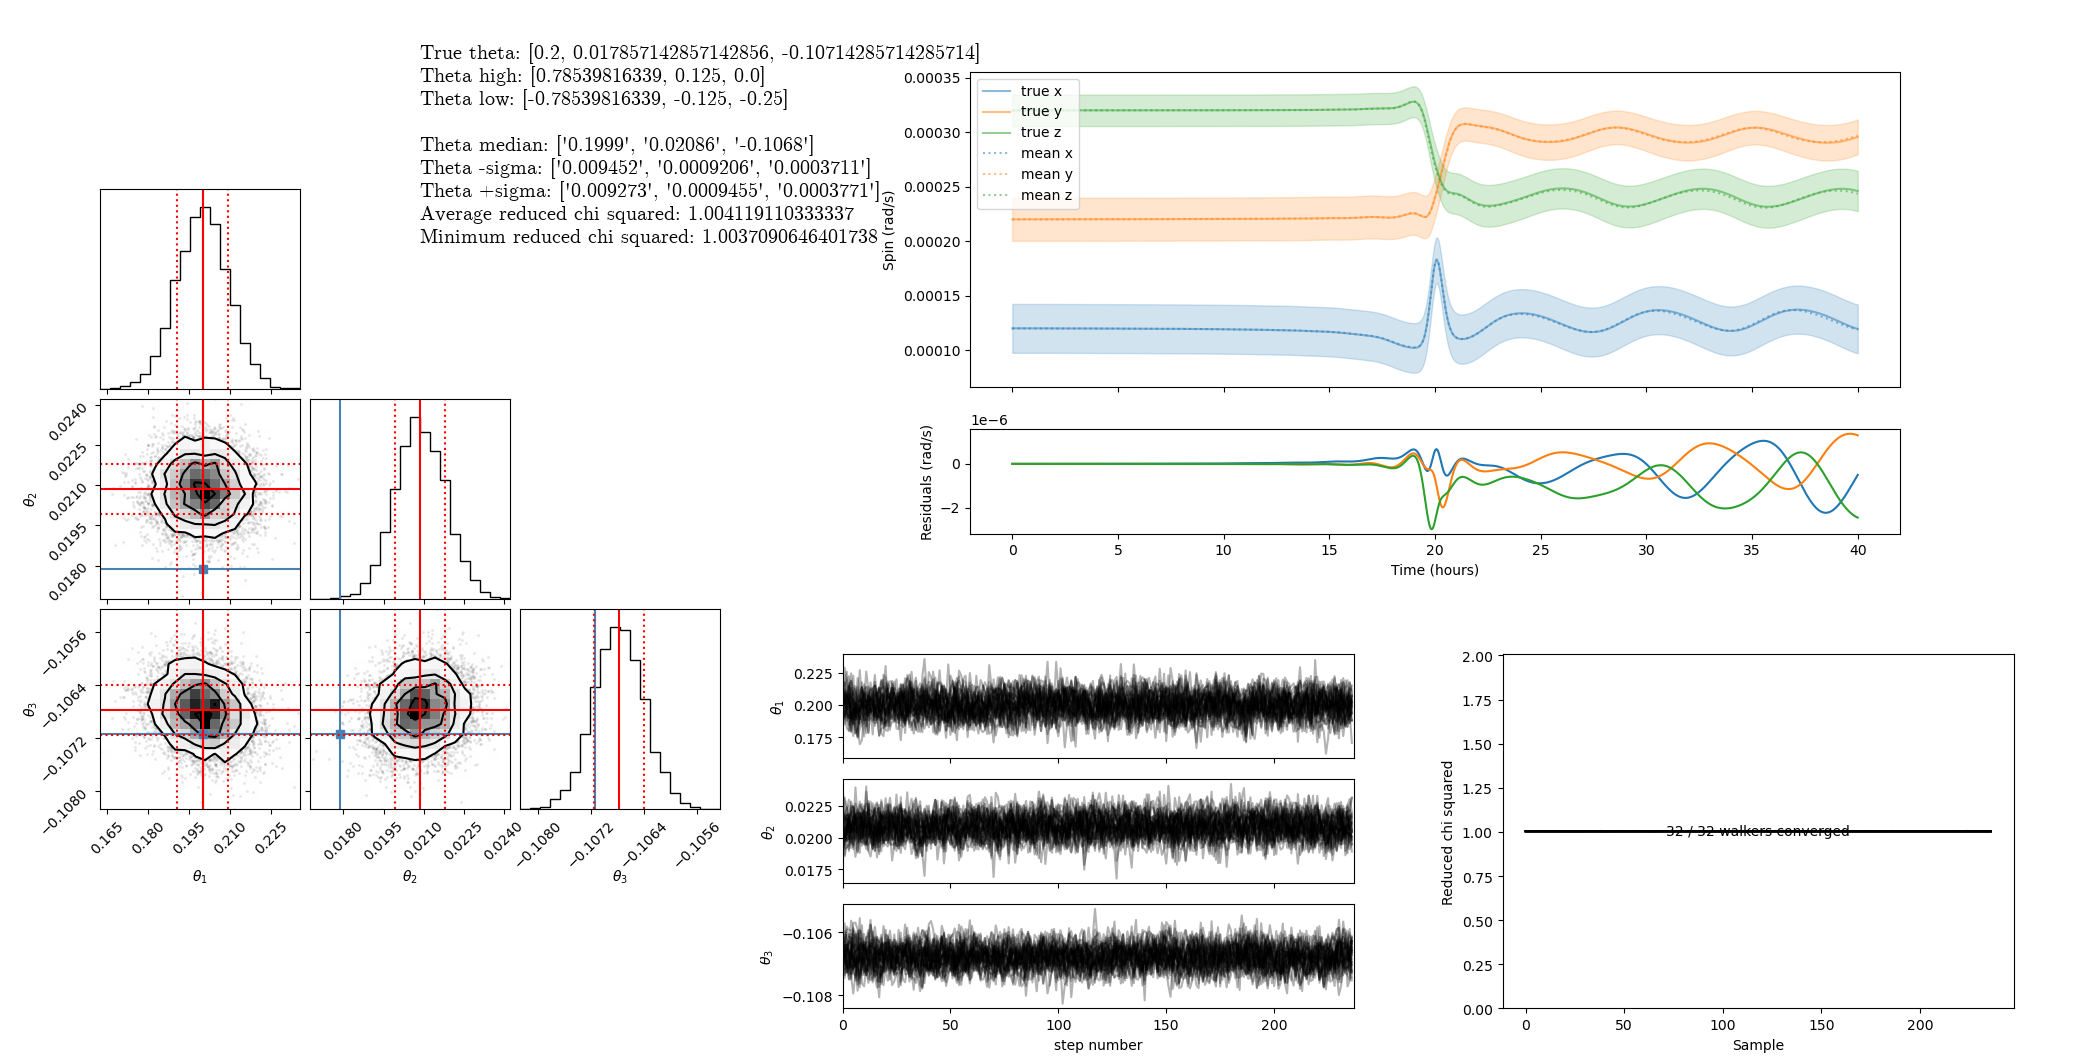 True theta: [0.2, 0.017857142857142856, -0.10714285714285714]
Theta high: [0.78539816339, 0.125, 0.0]
Theta low: [-0.78539816339, -0.125, -0.25]
Theta median: ['0.1999', '0.02086', '-0.1068']
Theta -sigma: ['0.009452', '0.0009206', '0.0003711']
Theta +sigma: ['0.009273', '0.0009455', '0.0003771']
Average reduced chi squared: 1.004119110333337
Minimum reduced chi squared: 1.0037090646401738
0.0240
0.0225
0.0210
0.0195
0.0180
θ2
−0.1056
−0.1064
−0.1072
−0.1080
θ3
0.165 0.180 0.195 0.210 0.225
θ1
0.0180 0.0195 0.0210 0.0225 0.0240
θ2
−0.1080 −0.1072 −0.1064 −0.1056
θ3
0.00035
0.00030
0.00025
0.00020
0.00015
0.00010
Spin (rad/s)
true x
true y
true z
mean x
mean y
mean z
1e−6
0
−2
Residuals (rad/s)
0 5 10 15 20 25 30 35 40
Time (hours)
0.225
0.200
0.175
θ1
0.0225
0.0200
0.0175
θ2
−0.106
−0.108
θ3
0 50 100 150 200
step number
2.00
1.75
1.50
1.25
1.00
0.75
0.50
0.25
0.00
Reduced chi squared
32 / 32 walkers converged
0 50 100 150 200
Sample